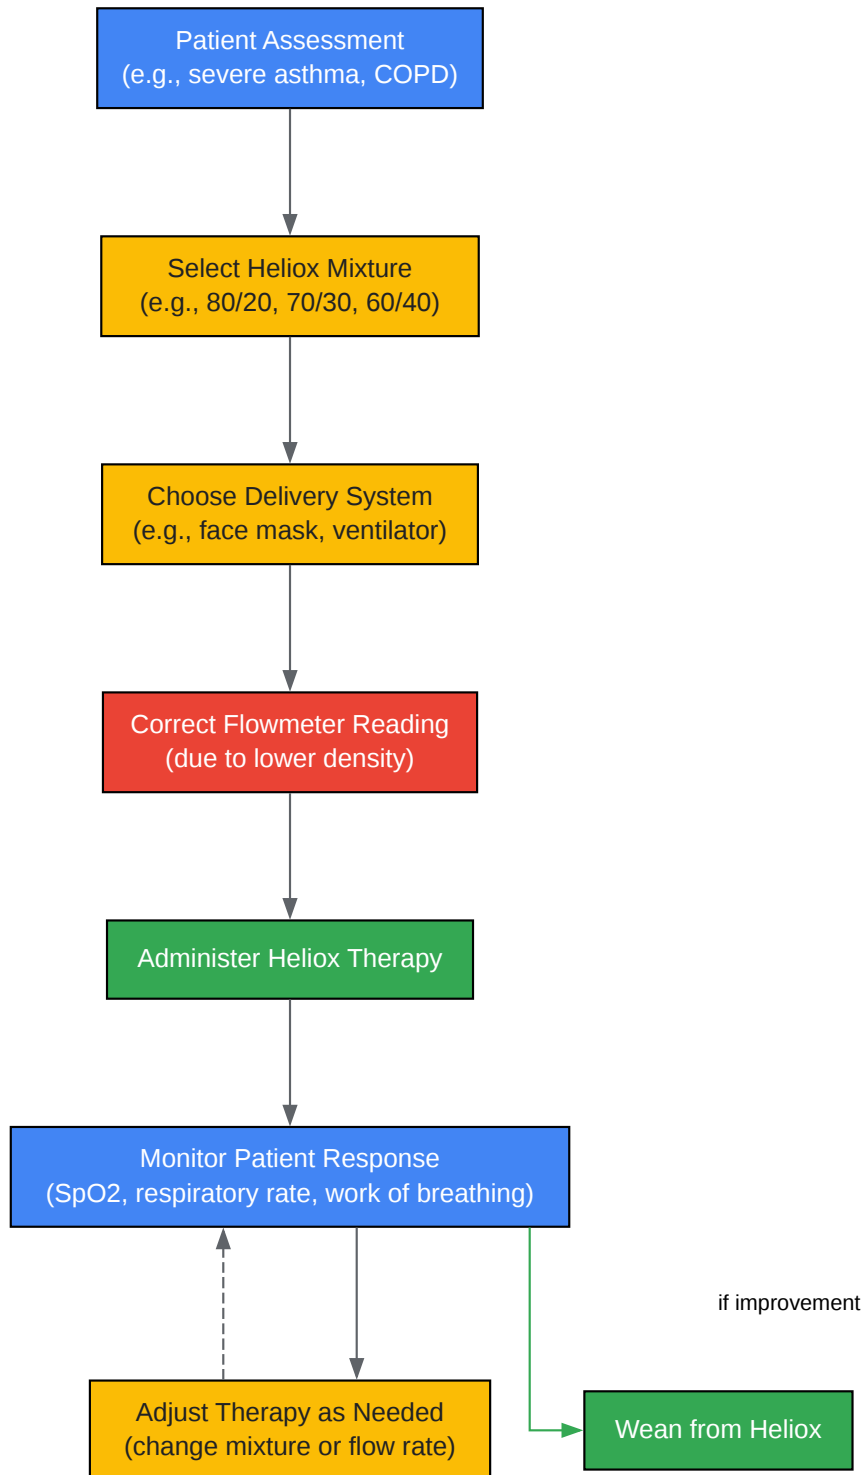 Patient Assessment
(e.g., severe asthma, COPD)
Select Heliox Mixture
(e.g., 80/20, 70/30, 60/40)
Choose Delivery System
(e.g., face mask, ventilator)
Correct Flowmeter Reading
(due to lower density)
Administer Heliox Therapy
Monitor Patient Response
(SpO2, respiratory rate, work of breathing)
if improvement
Adjust Therapy as Needed
(change mixture or flow rate)
Wean from Heliox